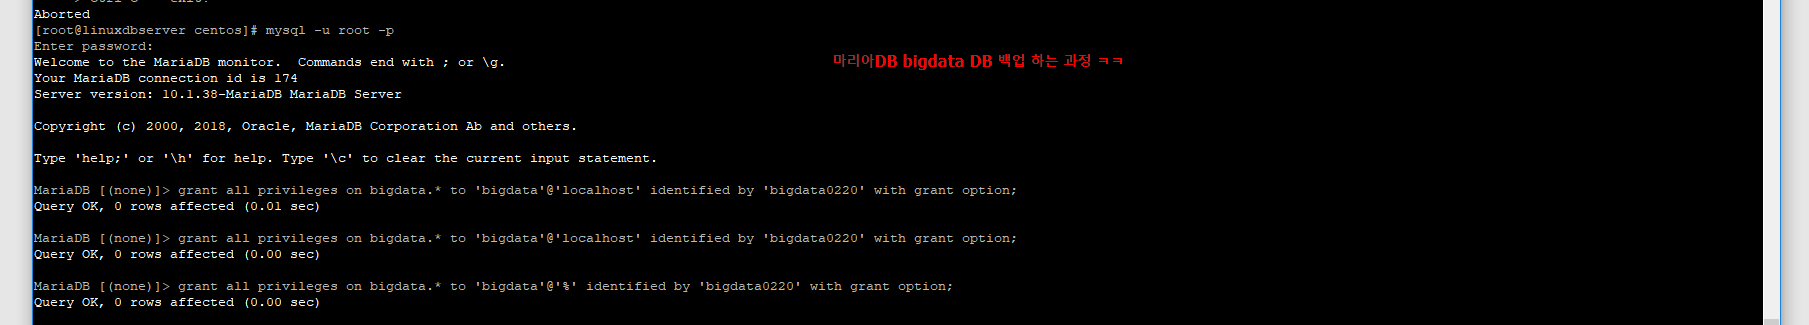 Aborted
[root@linuxdbserver centos]# mysql -u root -p
Enter password:
Welcome to the MariaDB monitor.  Commands end with ; or \g.
마리아DB bigdata DB 백업 하는 과정 ㅋㅋ
Your MariaDB connection id is 174
Server version: 10.1.38-MariaDB MariaDB Server
Copyright (c) 2000, 2018, Oracle, MariaDB Corporation Ab and others.
Type 'help;' or '\h' for help. Type '\c' to clear the current input statement.
MariaDB [(none)]> grant all privileges on bigdata.* to 'bigdata'@'localhost' identified by 'bigdata0220' with grant option;
Query OK, 0 rows affected (0.01 sec)
MariaDB [(none)]> grant all privileges on bigdata.* to 'bigdata'@'localhost' identified by 'bigdata0220' with grant option;
Query OK, 0 rows affected (0.00 sec)
MariaDB [(none)]> grant all privileges on bigdata.* to 'bigdata'@'%' identified by 'bigdata0220' with grant option;
Query OK, 0 rows affected (0.00 sec)